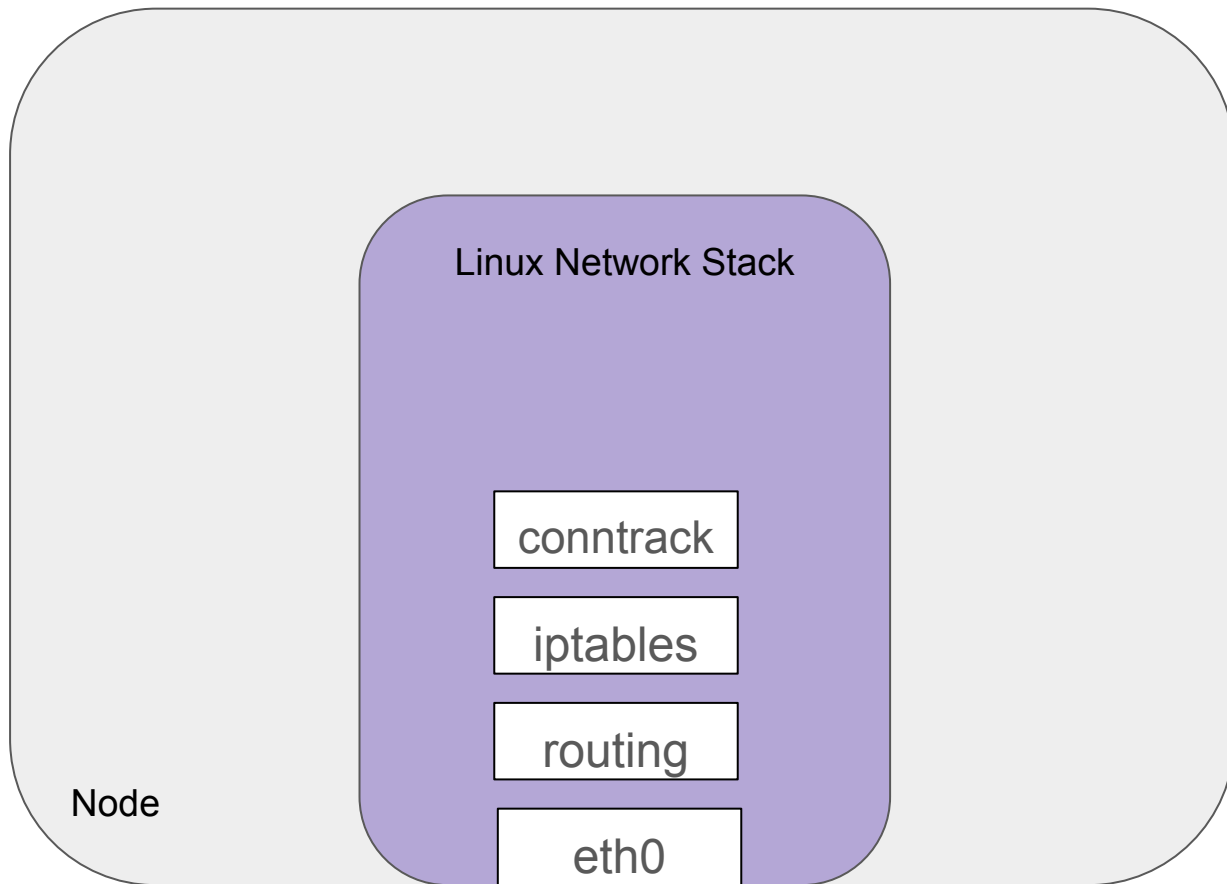 Linux Network Stack
conntrack
iptables
routing
Node
eth0